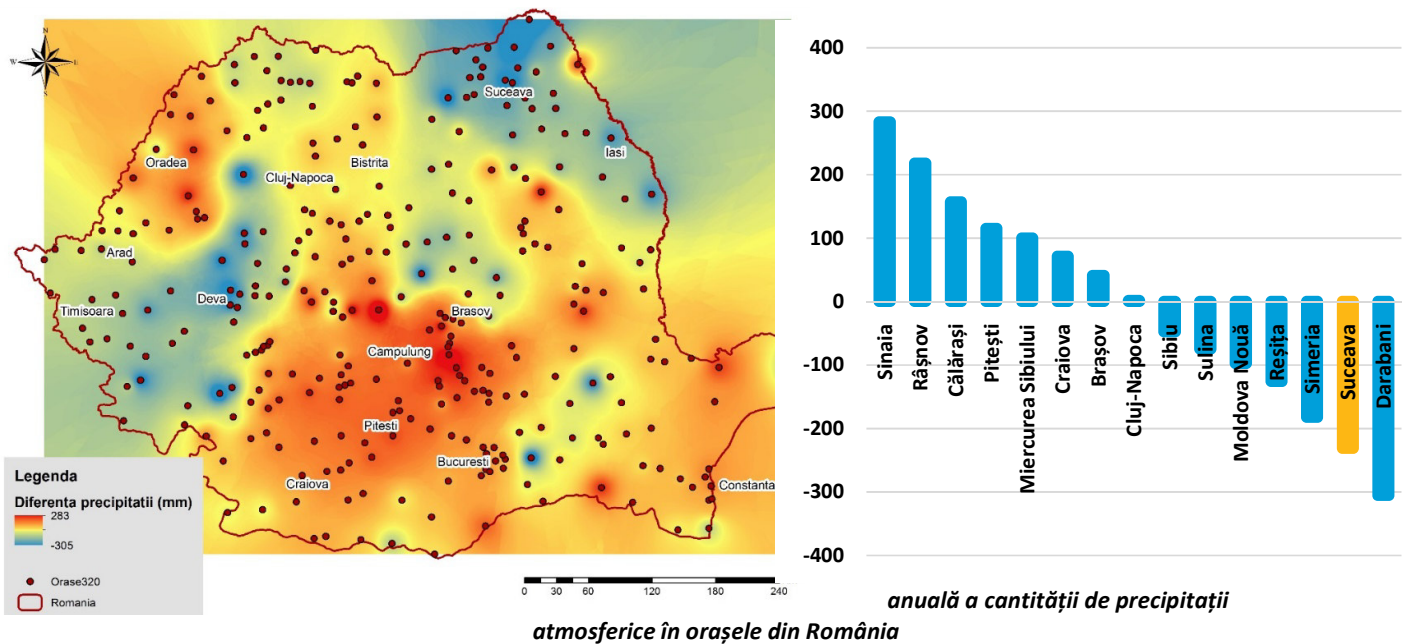 N
W
E
N
Suceava
Iasi
Oradea
Bistrita
Cluj-Napoca
Arad
Deva
Timisoara
Brasov
Campulung
Pitesti
Bucuresti
Craiova
Constanta
Legenda
Diferenta precipitatii (mm)
283
-305
Orase320
Romania
0 15 30 60 120 180 240
400
300
200
100
0
-100
-200
-300
-400
Sinaia
Râșnov
Călărași
Pitești
Miercurea Sibiului
Craiova
Brașov
Cluj-Napoca
Sibiu
Sulina
Moldova Nouă
Reșița
Simeria
Suceava
Darabani
anuală a cantității de precipitații
atmosferice în orașele din România